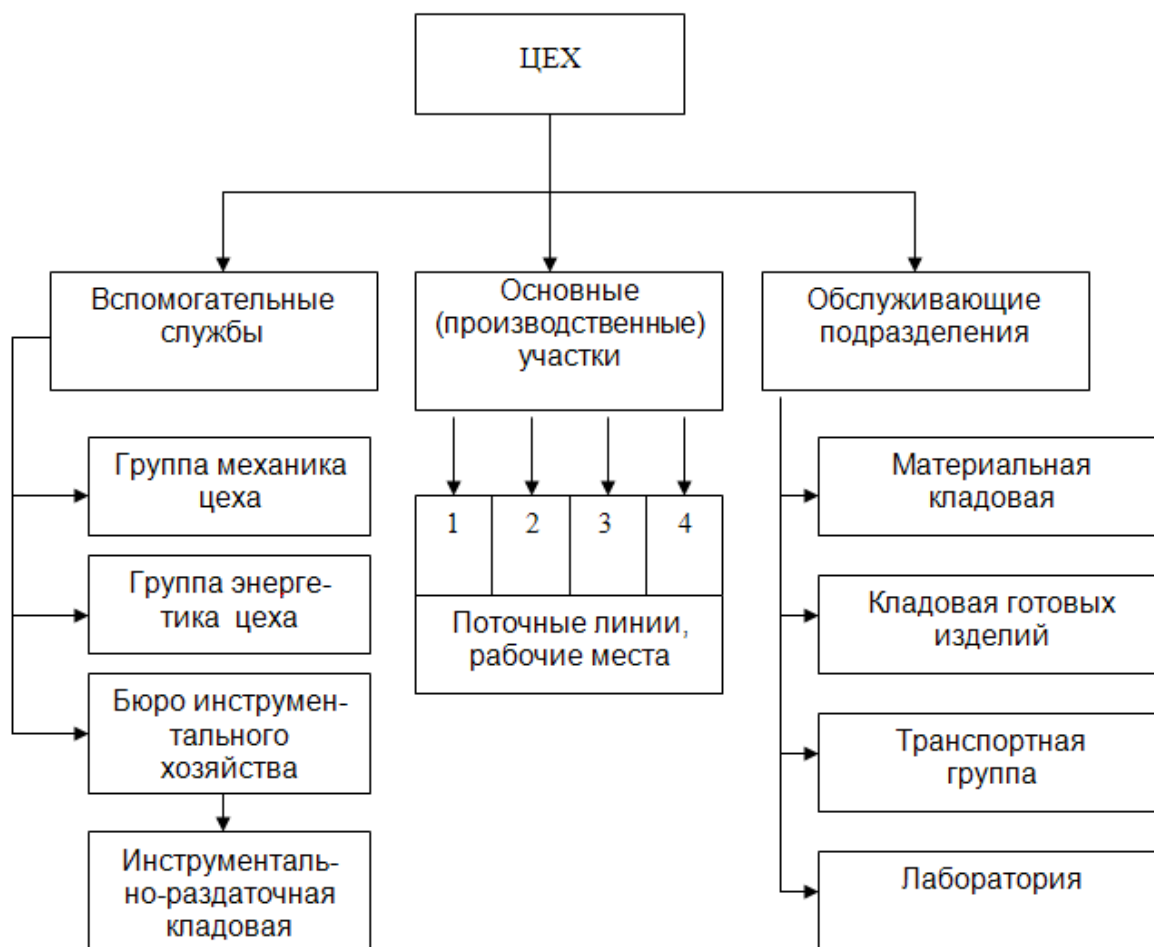 ЦЕХ
Вспомогательные
службы
Основные
(производственные)
участки
Обслуживающие
подразделения
Группа механика
цеха
Группа энерге-
тика цеха
Бюро инструмен-
тального
хозяйства
Инструменталь-
но-раздаточная
кладовая
1 2 3 4
Поточные линии,
рабочие места
Материальная
кладовая
Кладовая готовых
изделий
Транспортная
группа
Лаборатория